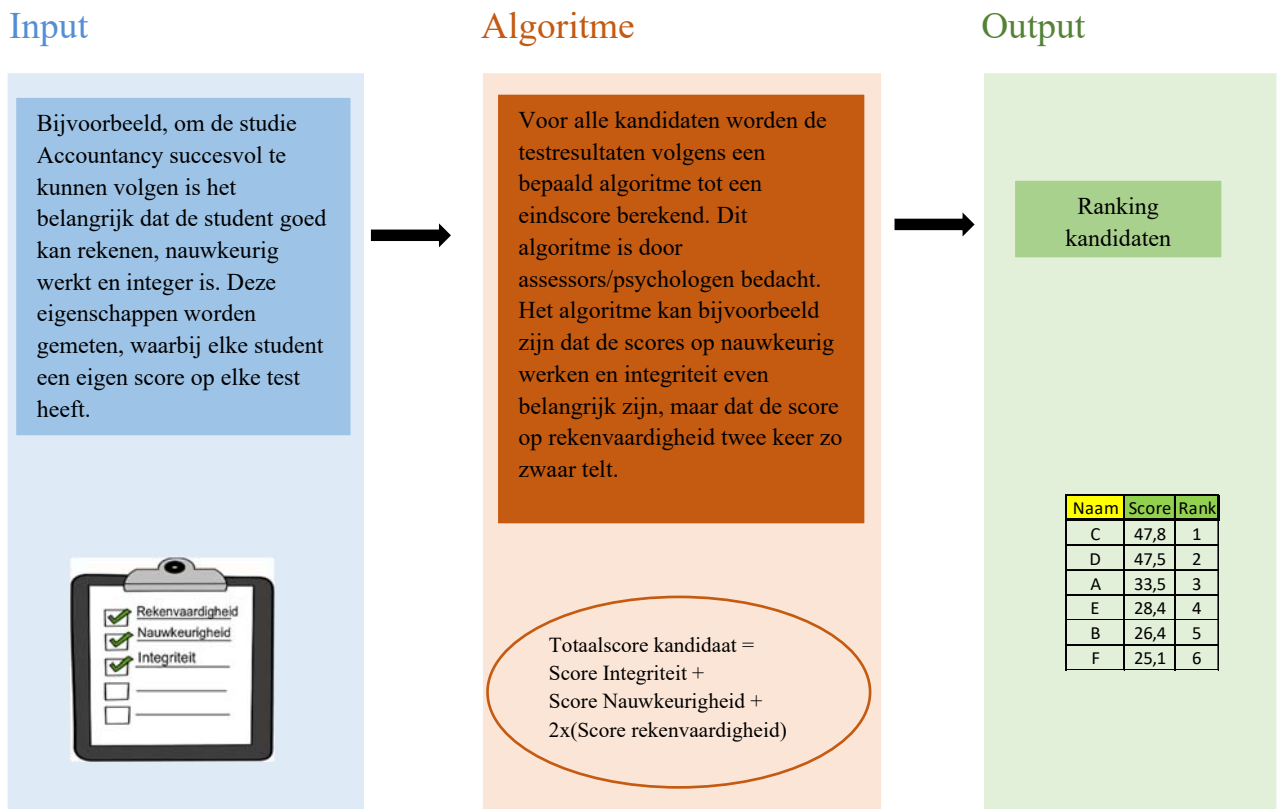 Input
Bijvoorbeeld, om de studie
Accountancy succesvol te
kunnen volgen is het
belangrijk dat de student goed
kan rekenen, nauwkeurig
werkt en integer is. Deze
eigenschappen worden
gemeten, waarbij elke student
een eigen score op elke test
heeft.
Rekenvaardigheid
Nauwkeurigheid
Integriteit
Algoritme
Voor alle kandidaten worden de
testresultaten volgens een
bepaald algoritme tot een
eindscore berekend. Dit
algoritme is door
assessors/psychologen bedacht.
Het algoritme kan bijvoorbeeld
zijn dat de scores op nauwkeurig
werken en integriteit even
belangrijk zijn, maar dat de score
op rekenvaardigheid twee keer zo
zwaar telt.
Totaalscore kandidaat =
Score Integriteit +
Score Nauwkeurigheid +
2x(Score rekenvaardigheid)
Output
Ranking
kandidaten
Naam Score Rank
C 47,8 1
D 47,5 2
A 33,5 3
E 28,4 4
B 26,4 5
F 25,1 6